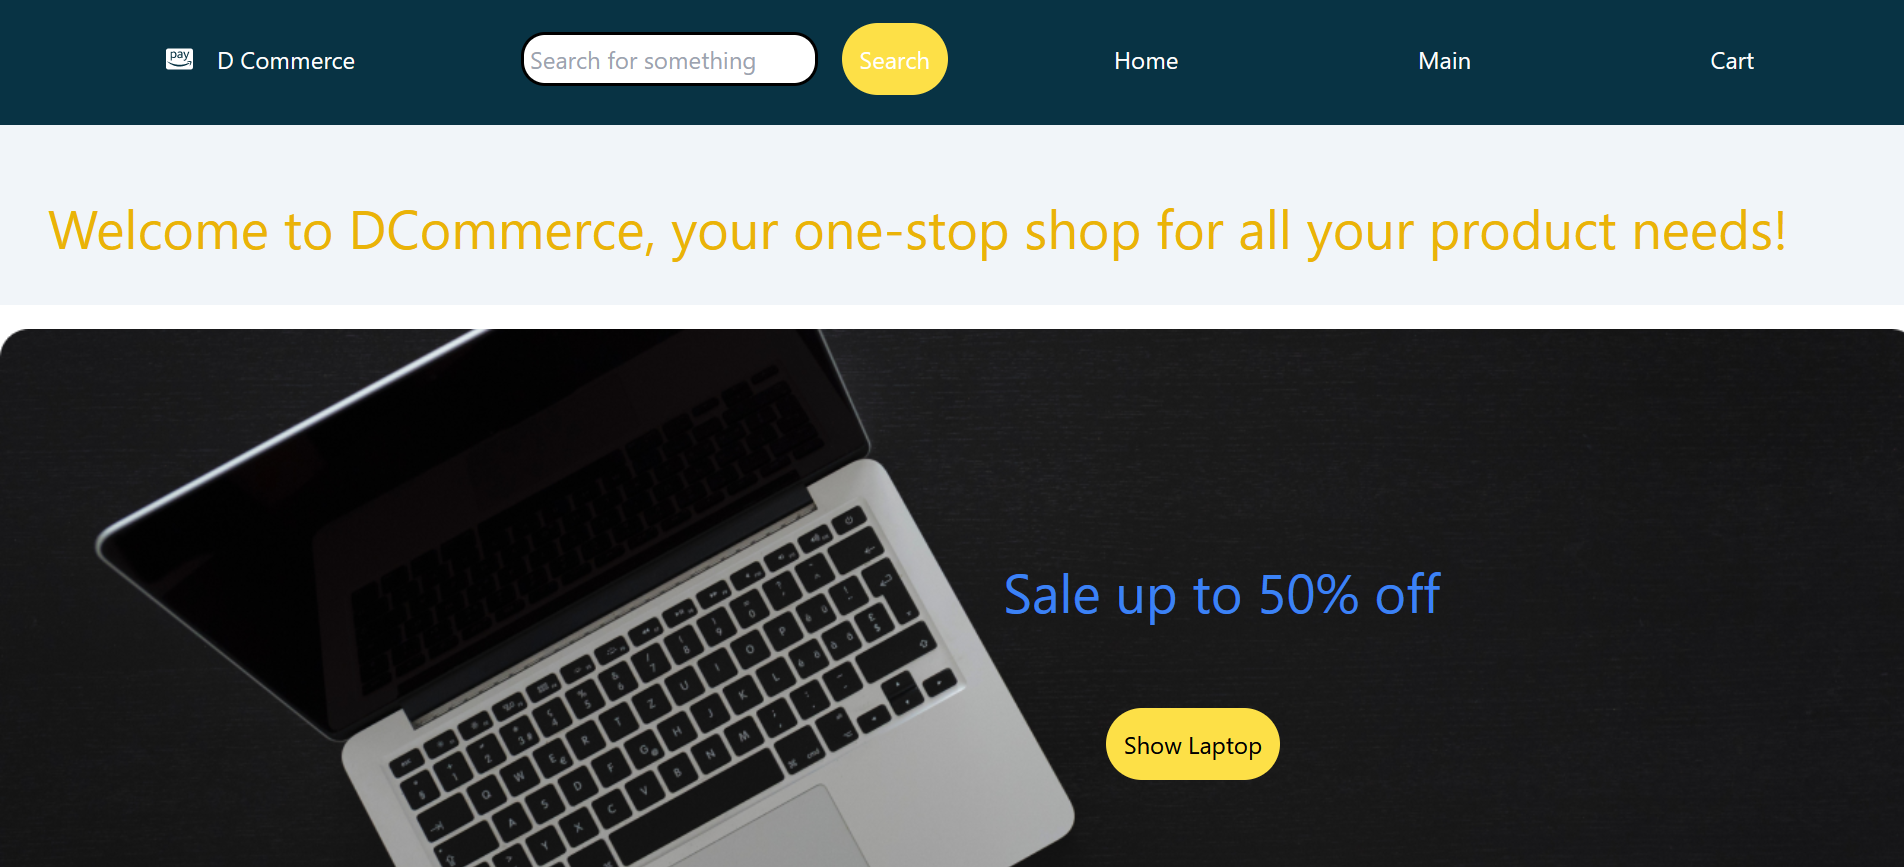 pay
D Commerce
Search for something
Search
Home
Main
Cart
Welcome to DCommerce, your one-stop shop for all your product needs!
Sale up to 50% off
Show Laptop